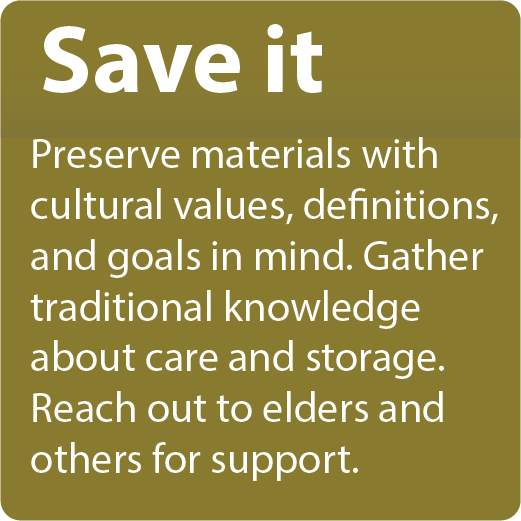 Save it
Preserve materials with
cultural values, definitions,
and goals in mind. Gather
traditional knowledge
about care and storage.
Reach out to elders and
others for support.